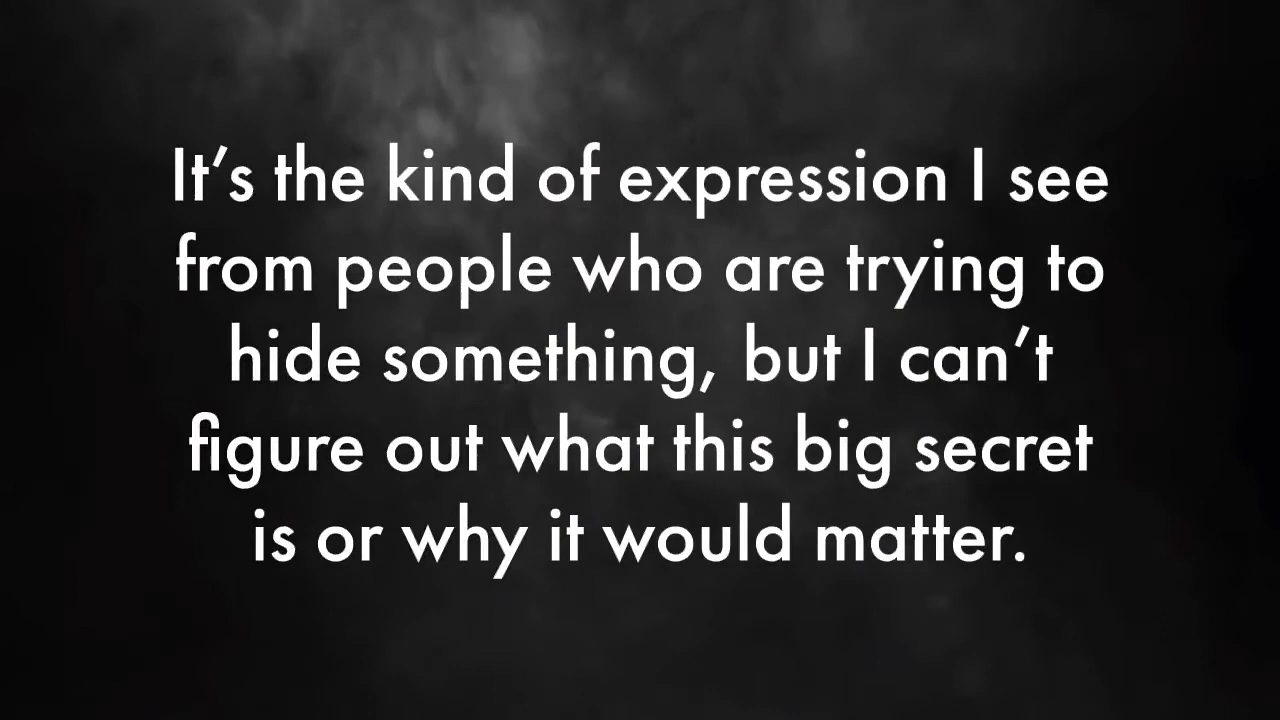 It’s the kind of expression I see
from people who are trying to
hide something, but I can’t
figure out what this big secret
is or why it would matter.